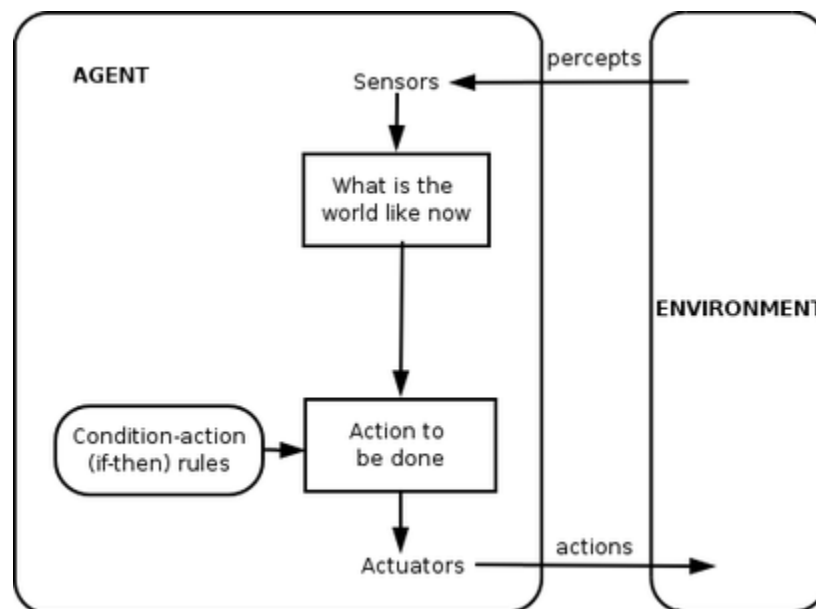 AGENT
percepts
Sensors
What is the
world like now
ENVIRONMENT
Condition-action
(if-then) rules
Action to
be done
actions
Actuators